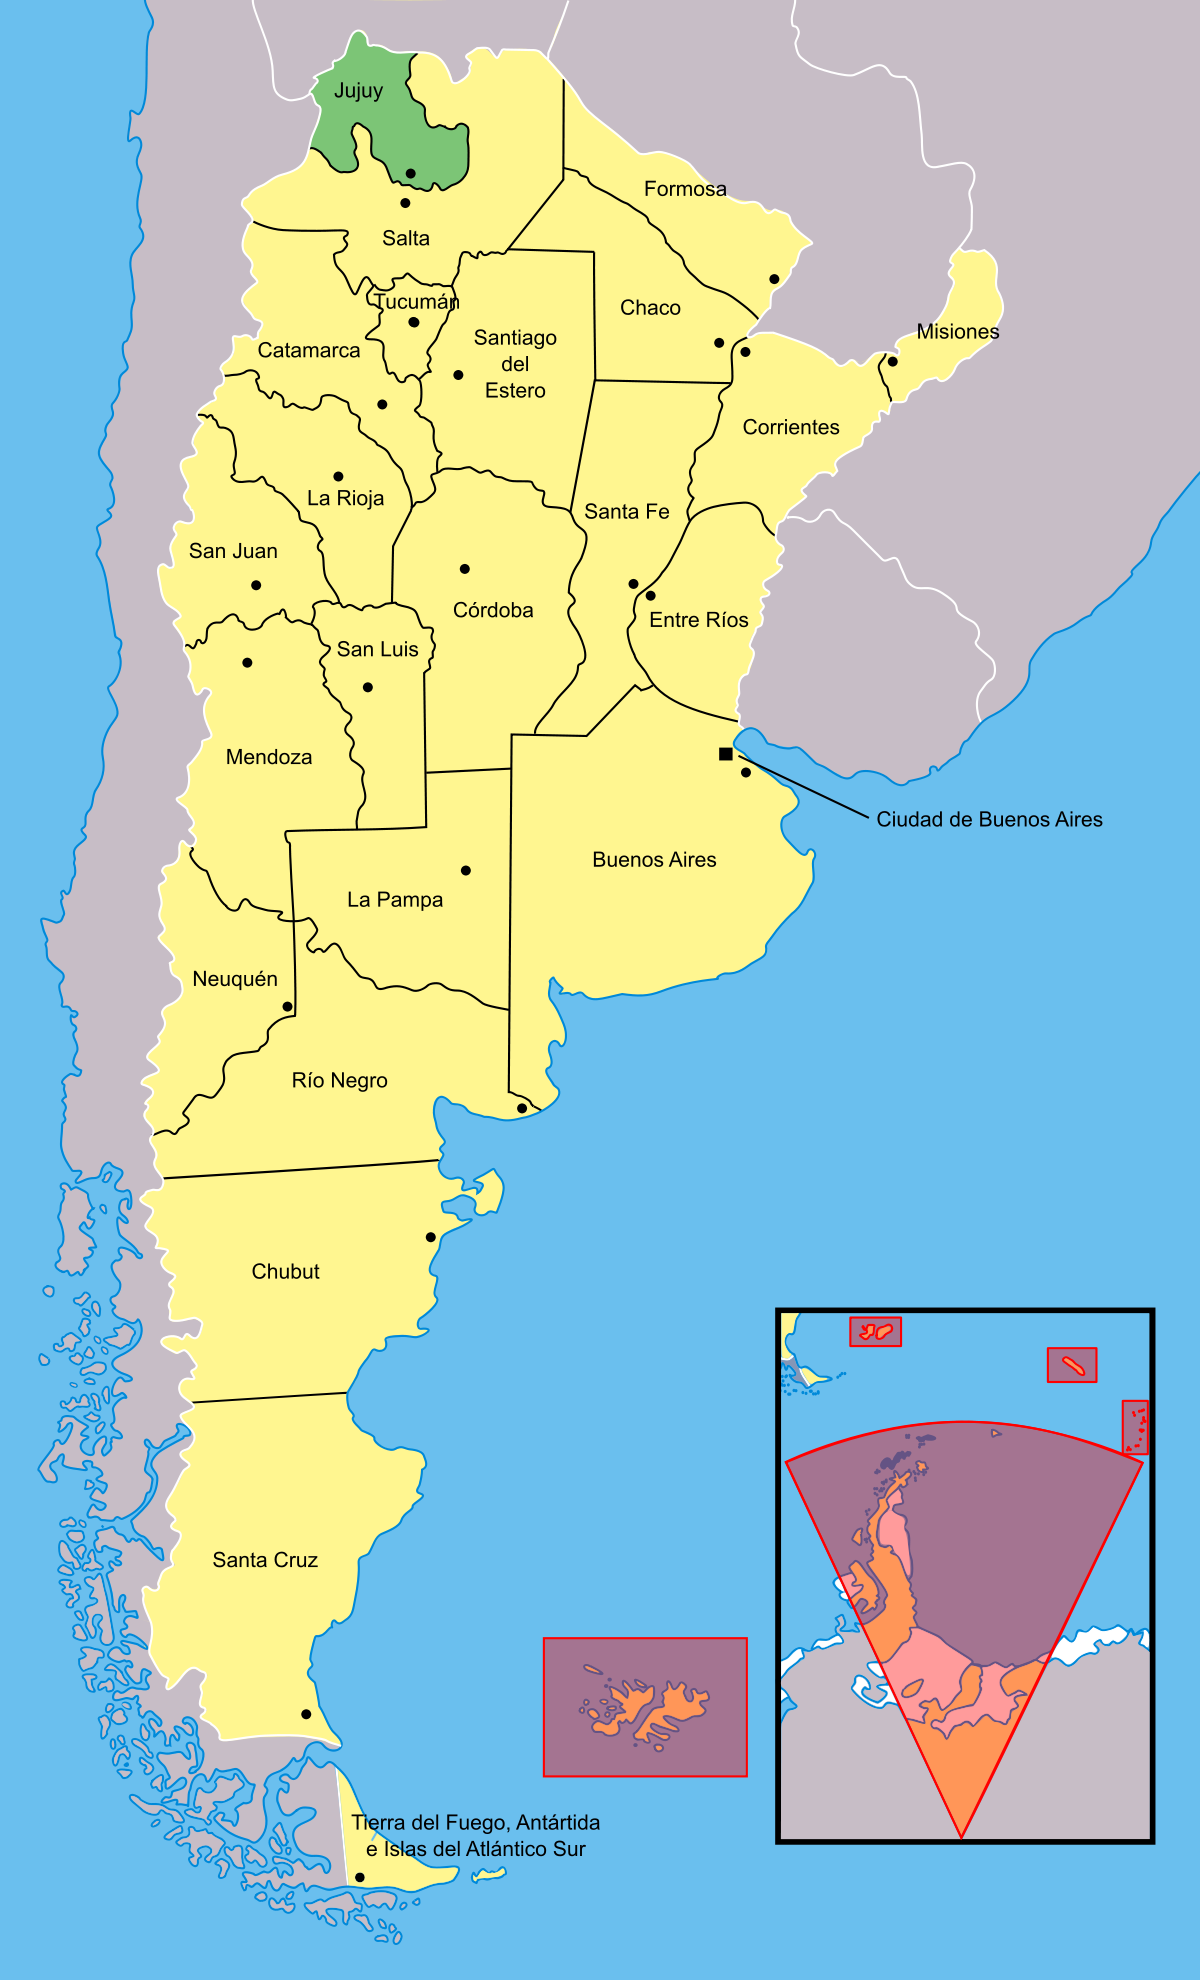 Jujuy
Formosa
Salta
Tucumán
Chaco
Misiones
Santiago
del
Estero
Catamarca
Corrientes
La Rioja
Santa Fe
San Juan
Córdoba
Entre Ríos
San Luis
Mendoza
Ciudad de Buenos Aires
Buenos Aires
La Pampa
Neuquén
Río Negro
Chubut
Santa Cruz
Tierra del Fuego, Antártida
e Islas del Atlántico Sur